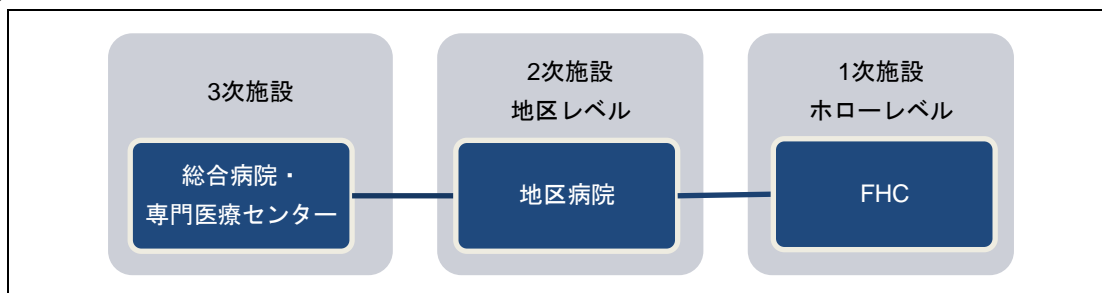 3次施設
総合病院・
専門医療センター
2次施設
地区レベル
地区病院
1次施設
ホローレベル
FHC